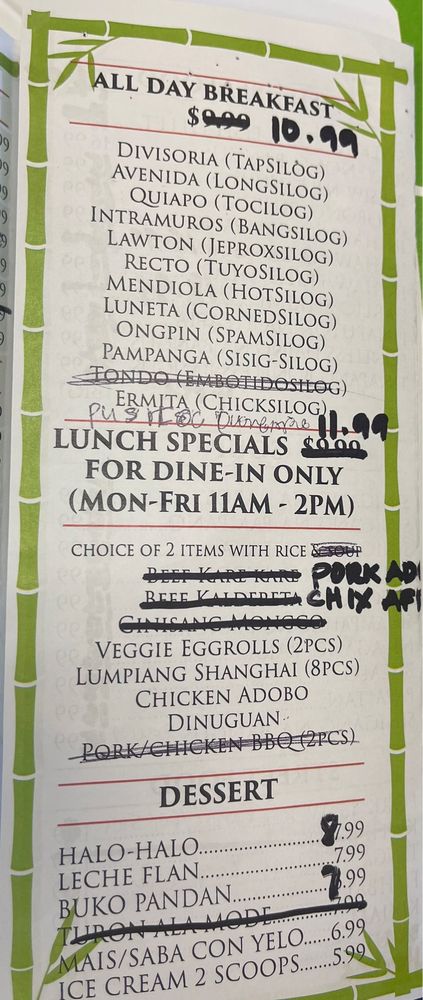 ALL DAY BREAKFAST
$9.99 10.99
DIVISORIA (TAPSILOG)
AVENIDA (LONGSILOG)
QUIAPO (TOCILOG)
INTRAMUROS (BANGSILOG)
LAWTON (JEPROXSILOG)
RECTO (TUYOSILOG)
MENDIOLA (HOTSILOG)
LUNETA (CORNEDSILOG)
ONGPIN (SPAMSILOG)
PAMPANGA (SISIG-SILOG)
TONDO (EMBOTIDOSILOG)
ERMITA (CHICKSILOG)
11.99
LUNCH SPECIALS $9.99
FOR DINE-IN ONLY
(MON-FRI 11AM - 2PM)
CHOICE OF 2 ITEMS WITH RICE & SOUP
BEEF KARE KARE PORK AD
BEEF KALDERETA CHIX AF
GINISANG MONGGO
VEGGIE EGGROLLS (2PCS)
LUMPIANG SHANGHAI (8PCS)
CHICKEN ADOBO
DINUGUAN
PORK/CHICKEN BBQ (2PCS)
DESSERT
HALO-HALO 8.99
LECHE FLAN 7.99
BUKO PANDAN 7.99
TURON ALA MODE 7.99
MAIS/SABA CON YELO 6.99
ICE CREAM 2 SCOOPS 5.99